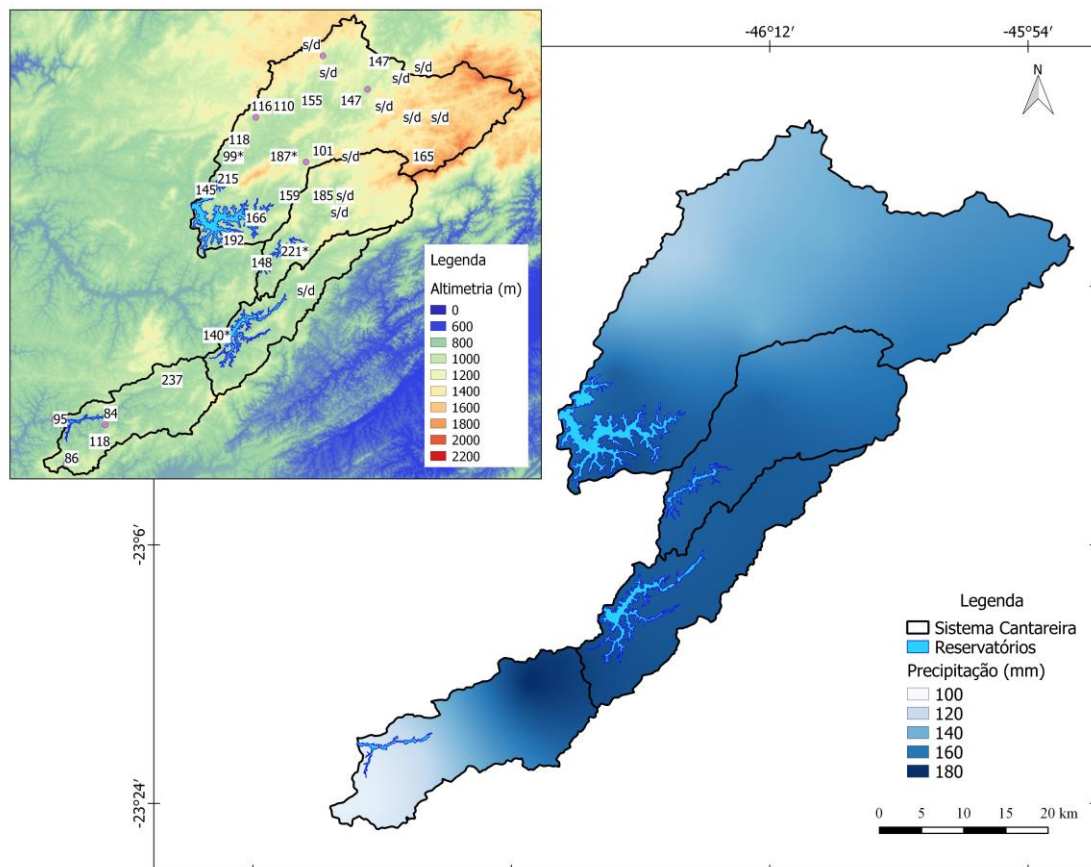 -46°12′ -45°54′
s/d
147 s/d
s/d s/d
116 110 155 147 s/d
s/d s/d
118
99* 187* 101 s/d 165
215
145 159 185 s/d
166 s/d
192
148 221*
s/d
140*
237
95 84
118
86
Legenda
Altimetria (m)
0
600
800
1000
1200
1400
1600
1800
2000
2200
N
-23°6′
-23°24′
Legenda
Sistema Cantareira
Reservatórios
Precipitação (mm)
100
120
140
160
180
0 5 10 15 20 km